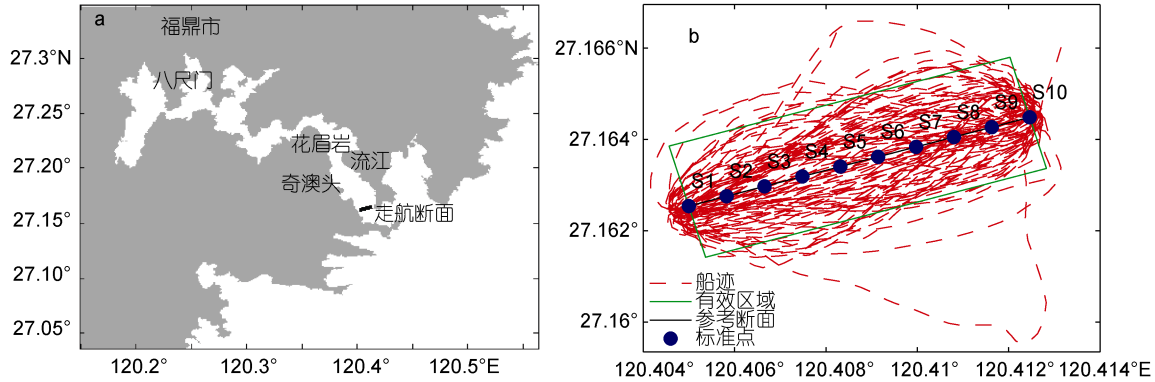 a
福鼎市
27.3°N
八尺门
27.25°
花眉岩
27.20°
流江
奇澳头
27.15°
走航断面
27.10°
27.05°
120.2°
120.3°
120.4°
120.5°E
b
27.166°N
27.164°
27.162°
27.16°
S1
S2
S3
S4
S5
S6
S7
S8
S9
S10
船迹
有效区域
参考断面
标准点
120.404°
120.406°
120.408°
120.41°
120.412°
120.414°E